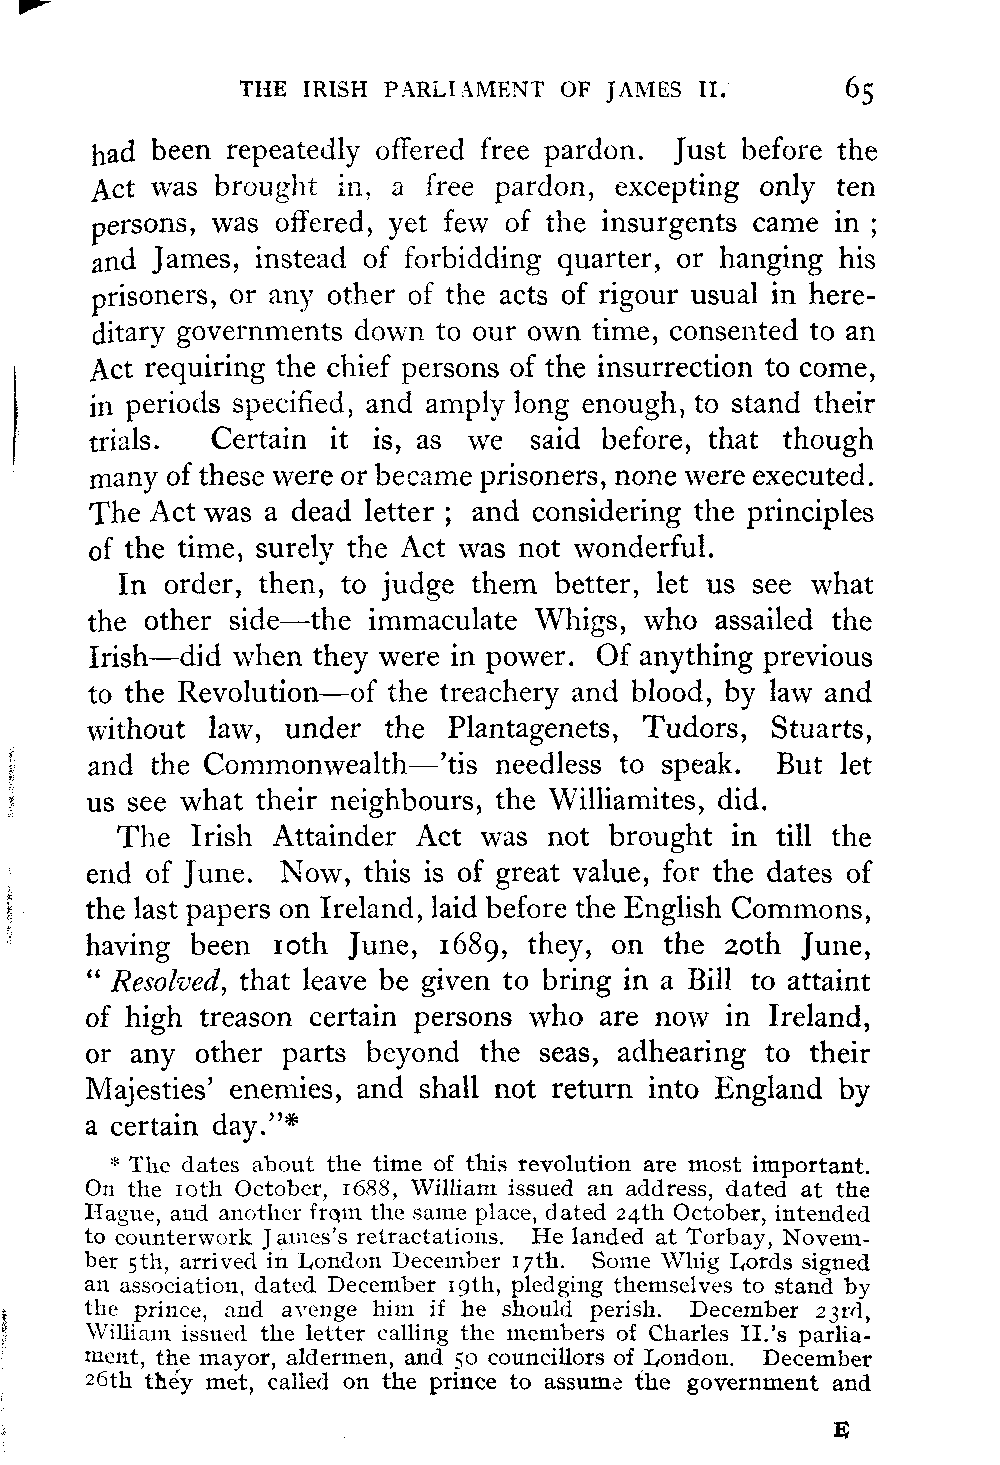 THE IRISH PARLIAMENT OF JAMES II. 65
had been repeatedly offered free pardon. Just before the
Act was brought in, a free pardon, excepting only ten
persons, was offered, yet few of the insurgents came in ;
and James, instead of forbidding quarter, or hanging his
prisoners, or any other of the acts of rigour usual in here-
ditary governments down to our own time, consented to an
Act requiring the chief persons of the insurrection to come,
in periods specified, and amply long enough, to stand their
trials. Certain it is, as we said before, that though
many of these were or became prisoners, none were executed.
The Act was a dead letter ; and considering the principles
of the time, surely the Act was not wonderful.
In order, then, to judge them better, let us see what
the other side—the immaculate Whigs, who assailed the
Irish—did when they were in power. Of anything previous
to the Revolution—of the treachery and blood, by law and
without law, under the Plantagenets, Tudors, Stuarts,
and the Commonwealth—'tis needless to speak. But let
us see what their neighbours, the Williamites, did.
The Irish Attainder Act was not brought in till the
end of June. Now, this is of great value, for the dates of
the last papers on Ireland, laid before the English Commons,
having been 10th June, 1689, they, on the 20th June,
“ Resolved, that leave be given to bring in a Bill to attaint
of high treason certain persons who are now in Ireland,
or any other parts beyond the seas, adhearing to their
Majesties' enemies, and shall not return into England by
a certain day.”*
* The dates about the time of this revolution are most important.
On the 10th October, 1688, William issued an address, dated at the
Hague, and another from the same place, dated 24th October, intended
to counterwork James's retractations. He landed at Torbay, Novem-
ber 5th, arrived in London December 17th. Some Whig Lords signed
an association, dated December 19th, pledging themselves to stand by
the prince, and avenge him if he should perish. December 23rd,
William issued the letter calling the members of Charles II.'s parlia-
ment, the mayor, aldermen, and 50 councillors of London. December
26th they met, called on the prince to assume the government and
E